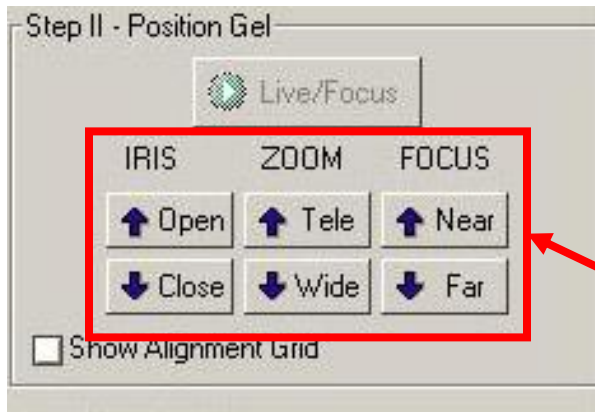 Step II - Position Gel
Live/Focus
IRIS ZOOM FOCUS
Open Tele Near
Close Wide Far
Show Alignment Grid